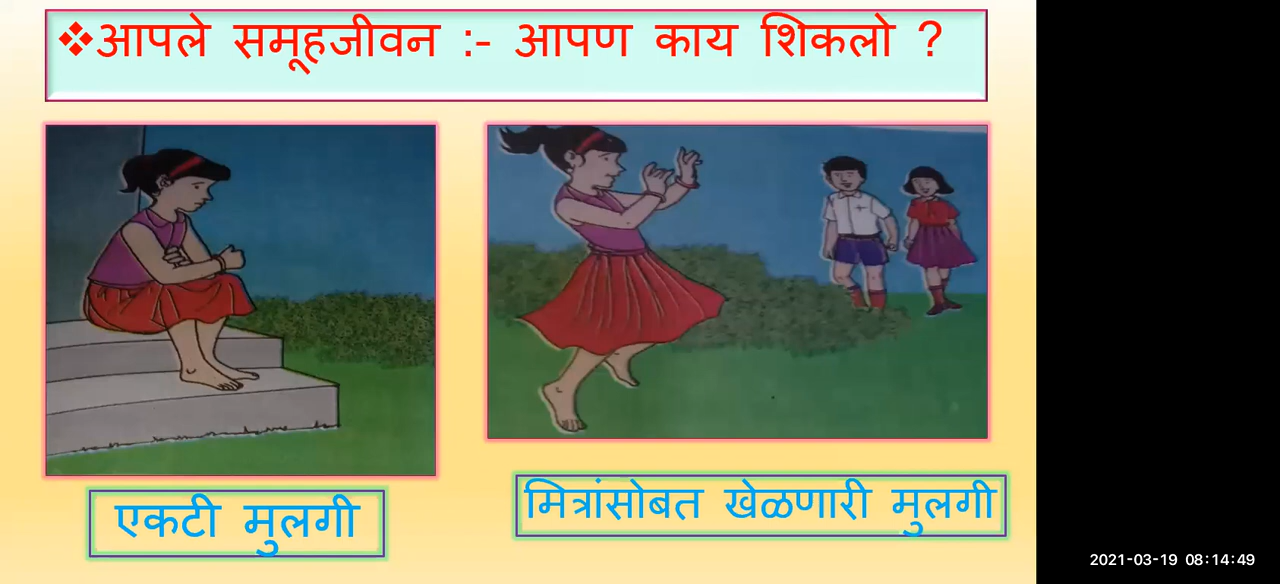 ❖आपले समूहजीवन :- आपण काय शिकलो ?
एकटी मुलगी
मित्रांसोबत खेळणारी मुलगी
2021-03-19 08:14:49